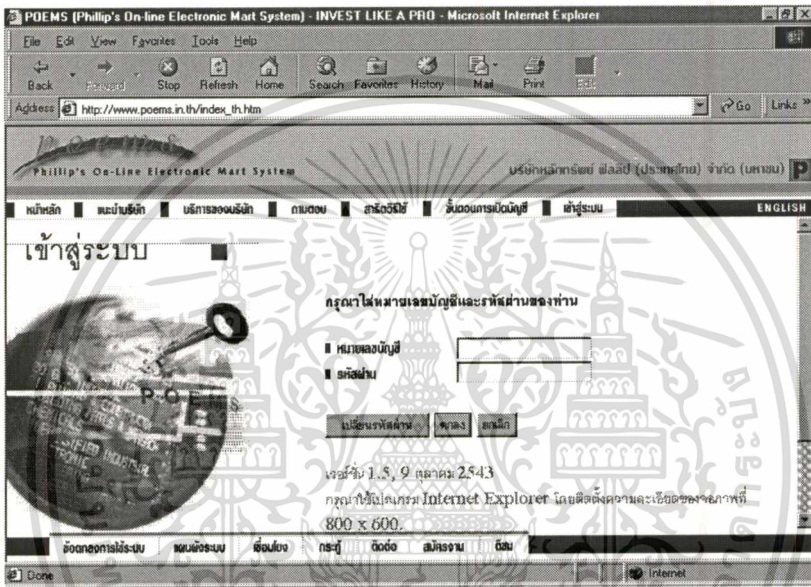 POEMS (Phillip's On-line Electronic Mart System) - INVEST LIKE A PRO - Microsoft Internet Explorer
File Edit View Favorites Tools Help
Back Forward Stop Refresh Home Search Favorites History Mail Print Edit
Address http://www.poems.in.th/index_th.htm Go Links »
Poems
Phillip's On-Line Electronic Mart System
บริษัทหลักทรัพย์ ฟิลลิป (ประเทศไทย) จำกัด (มหาชน) P
หน้าหลัก แนะนำบริษัท บริการของบริษัท ถามตอบ สาธิตวิธีใช้ ขั้นตอนการเปิดบัญชี เข้าสู่ระบบ ENGLISH
เข้าสู่ระบบ
กรุณาใส่หมายเลขบัญชีและรหัสผ่านของท่าน
หมายเลขบัญชี
รหัสผ่าน
POEMS
เปลี่ยนรหัสผ่าน ตกลง ยกเลิก
เวอร์ชั่น 1.5, 9 ตุลาคม 2543
กรุณาใช้โปรแกรม Internet Explorer โดยติดตั้งความละเอียดของจอภาพที่
800 x 600.
ข้อตกลงการใช้ระบบ แผนผังระบบ เชื่อมโยง กระทู้ ติดต่อ สมัครงาน ติชม
Done Internet